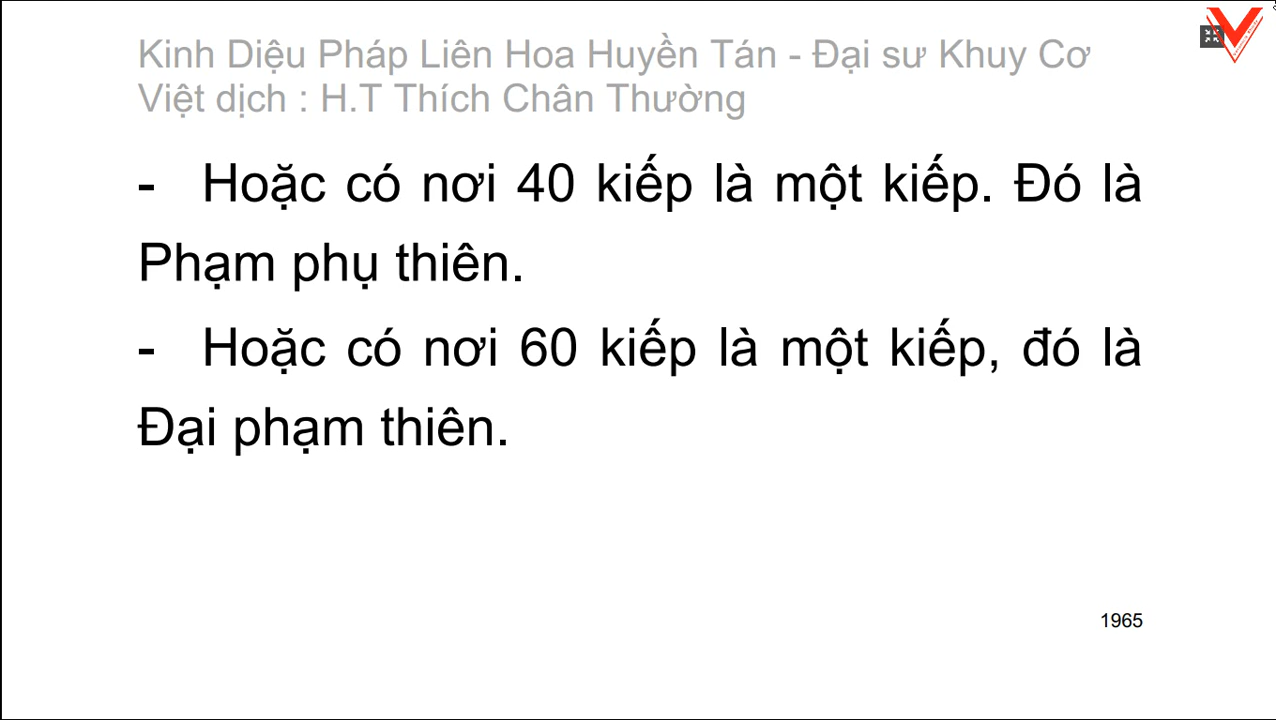 Kinh Diệu Pháp Liên Hoa Huyền Tán - Đại sư Khuy Cơ
Việt dịch : H.T Thích Chân Thường
- Hoặc có nơi 40 kiếp là một kiếp. Đó là
Phạm phụ thiên.
- Hoặc có nơi 60 kiếp là một kiếp, đó là
Đại phạm thiên.
1965